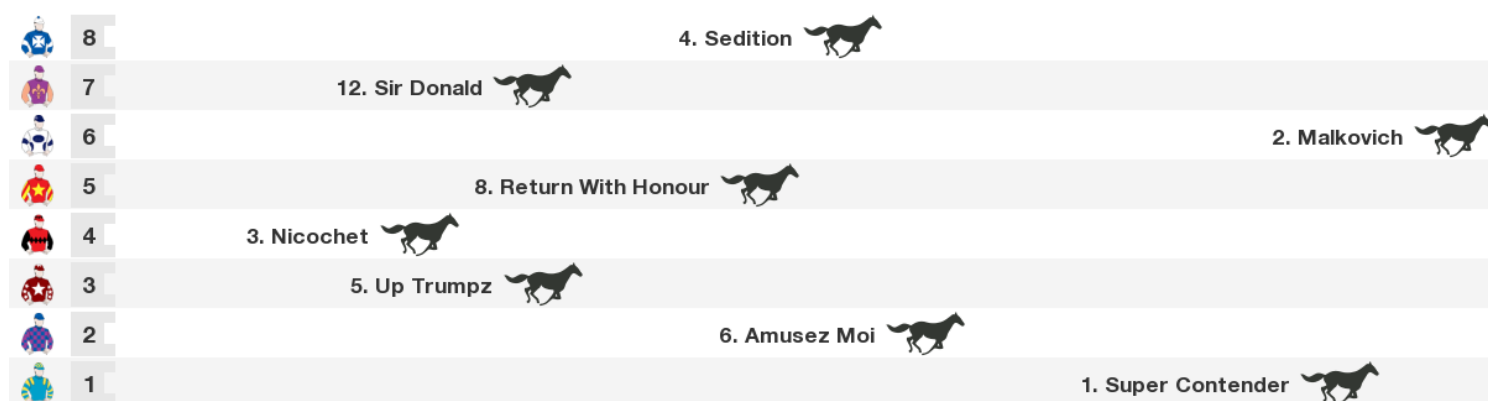 8 4. Sedition
7 12. Sir Donald
6 2. Malkovich
5 8. Return With Honour
4 3. Nicochet
3 5. Up Trumpz
2 6. Amusez Moi
1 1. Super Contender